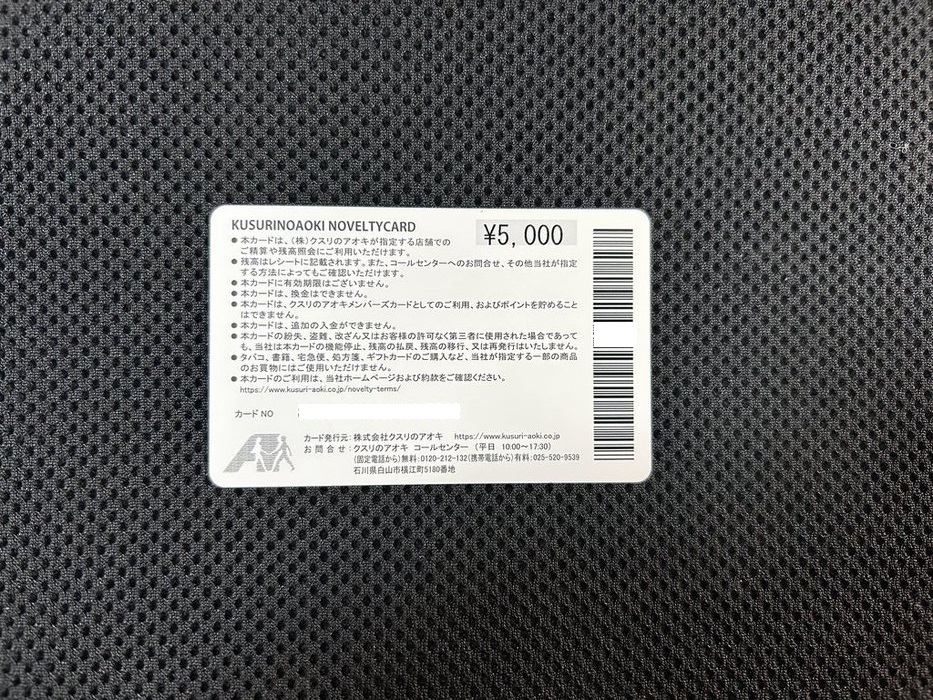 KUSURINOAOKI NOVELTYCARD
¥5,000
●本カードは、(株)クスリのアオキが指定する店舗での
ご精算や残高照会にご利用いただけます。
●残高はレシートに記載されます。また、コールセンターへのお問合せ、その他当社が指定
する方法によってもご確認いただけます。
●本カードに有効期限はございません。
●本カードは、換金はできません。
●本カードは、クスリのアオキメンバーズカードとしてのご利用、およびポイントを貯めること
はできません。
●本カードは、追加の入金ができません。
●本カードの紛失、盗難、改ざん又はお客様の許可なく第三者に使用された場合であって
も、当社は本カードの機能停止、残高の払戻、残高の移行、又は再発行はいたしません。
●タバコ、書籍、宅急便、処方箋、ギフトカードのご購入など、当社が指定する一部の商品
のお買物にはご使用いただけません。
●本カードのご利用は、当社ホームページおよび約款をご確認ください。
https://www.kusuri-aoki.co.jp/novelty-terms/
カード NO
カード発行元:株式会社クスリのアオキ https://www.kusuri-aoki.co.jp
お問合せ:クスリのアオキ コールセンター (平日 10:00~17:30)
(固定電話から)無料:0120-212-132(携帯電話から)有料:025-520-9539
石川県白山市横江町5180番地